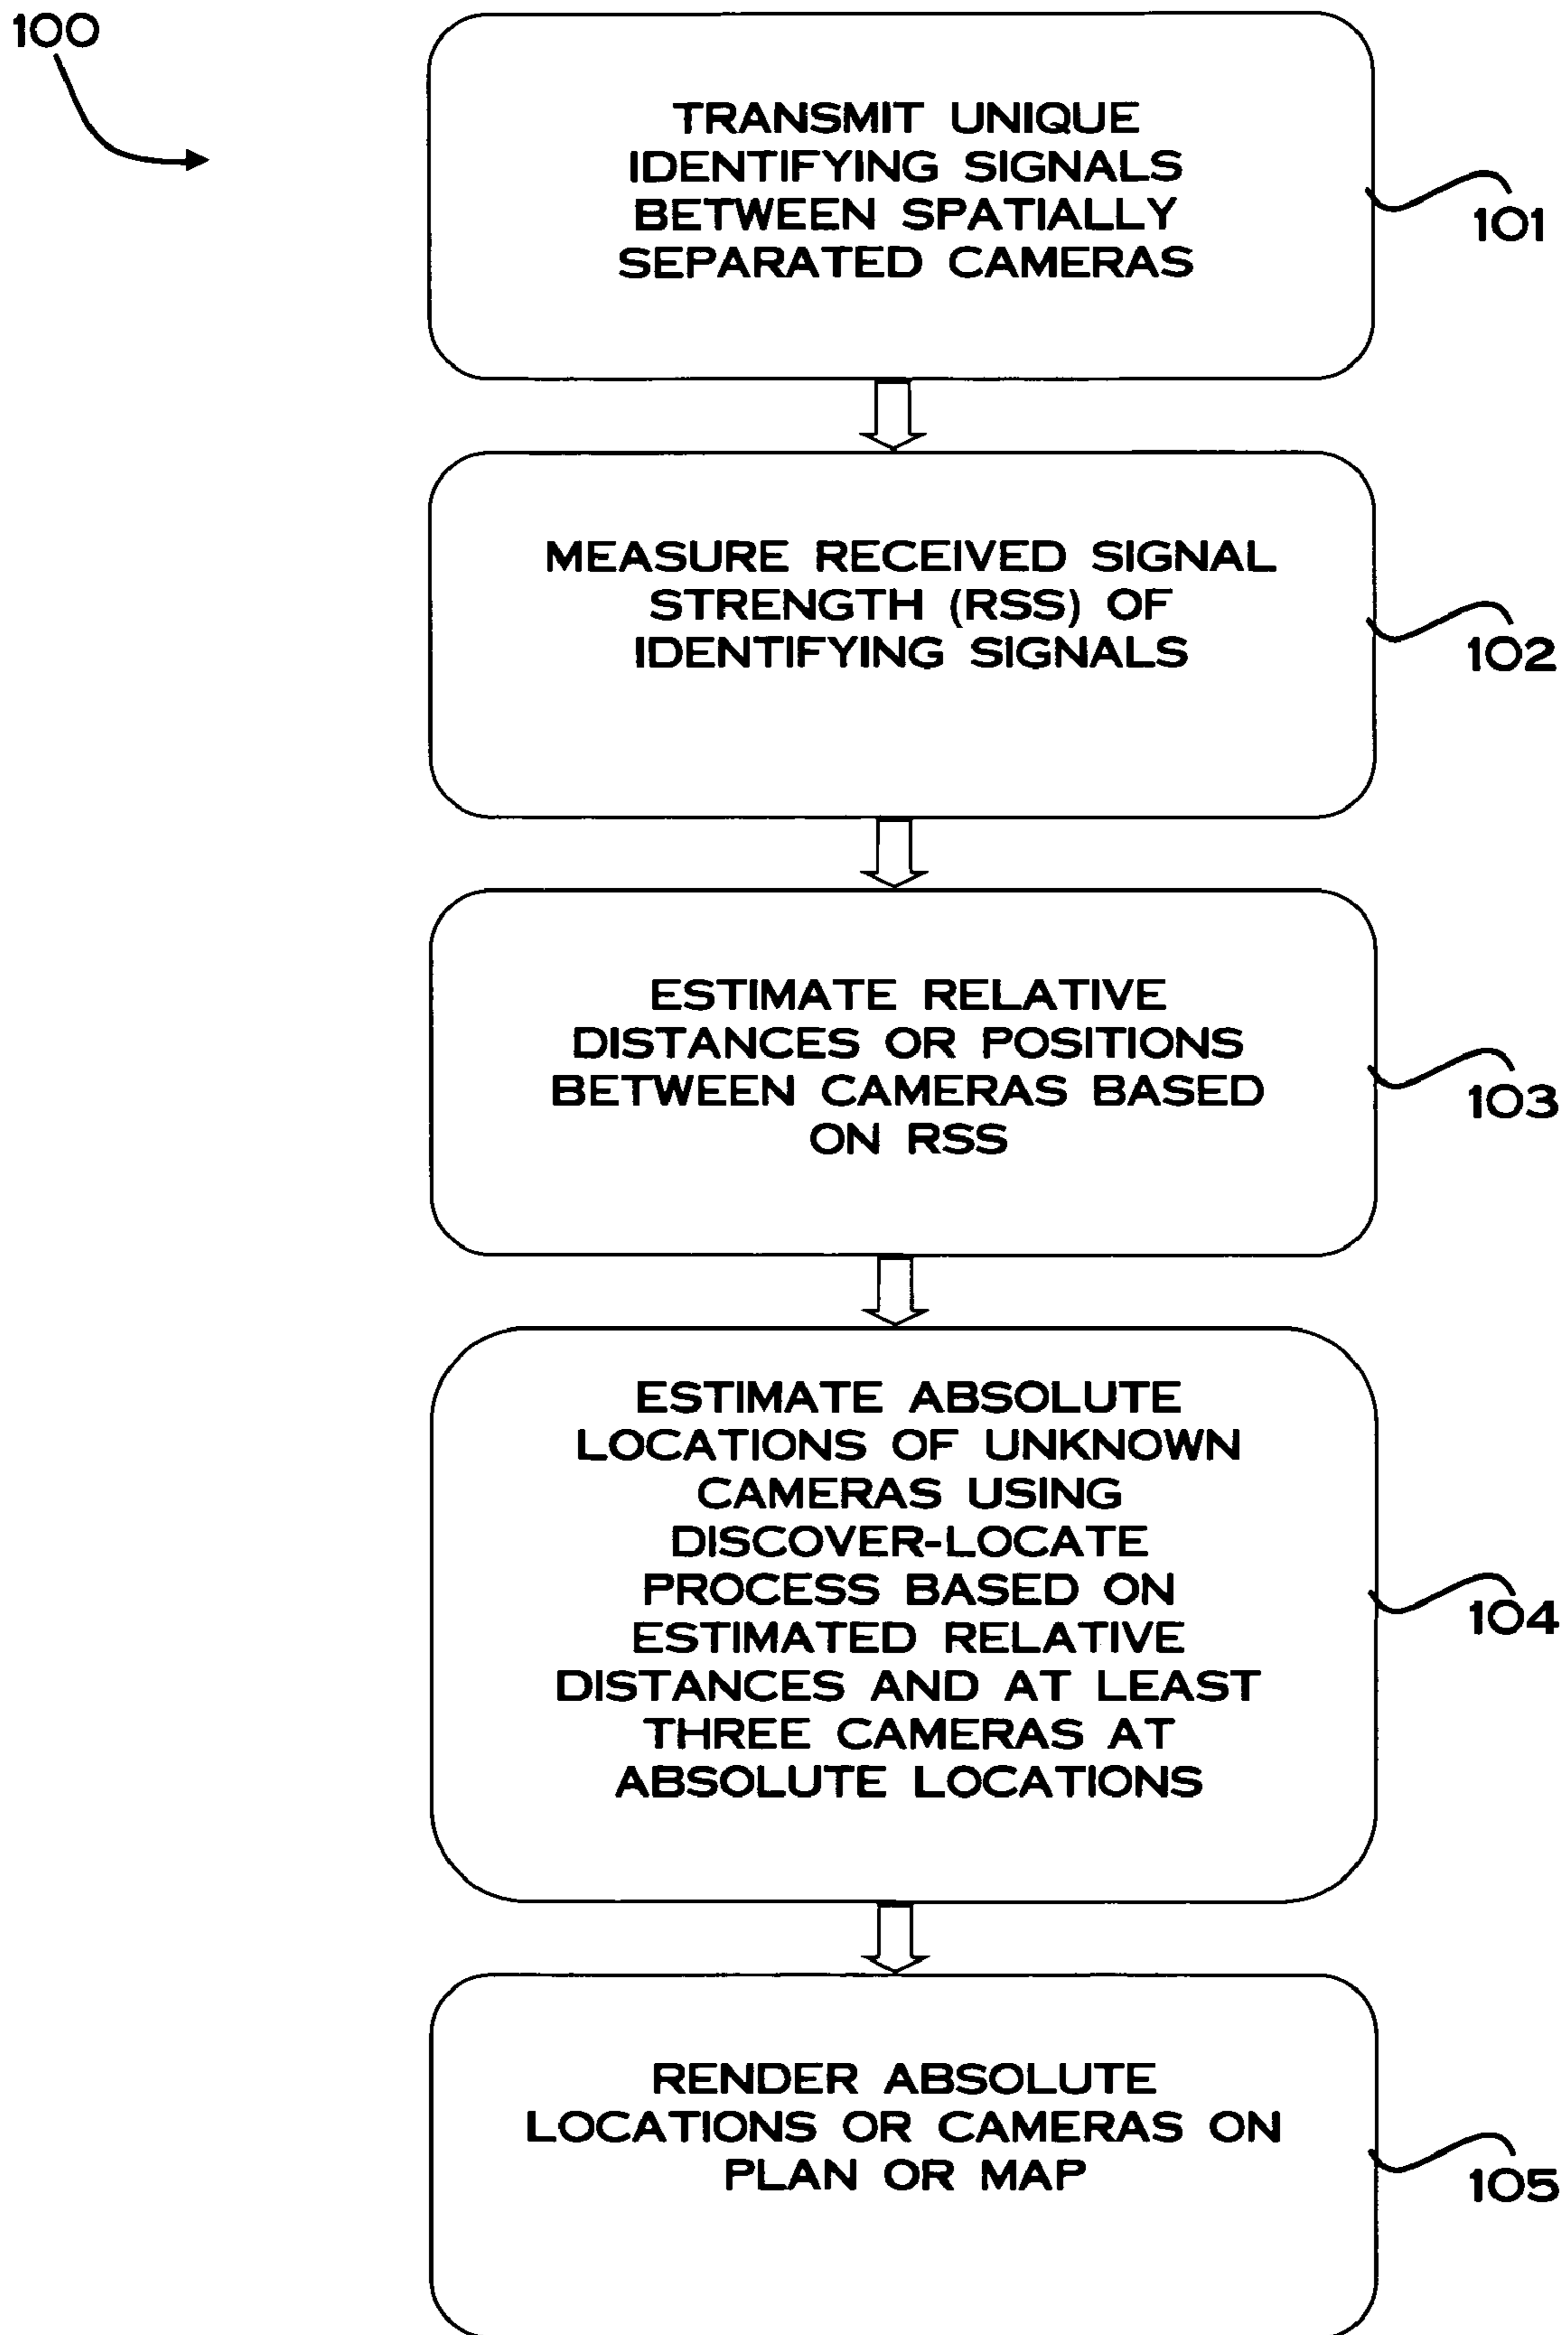 100
TRANSMIT UNIQUE
IDENTIFYING SIGNALS
BETWEEN SPATIALLY
SEPARATED CAMERAS
101
MEASURE RECEIVED SIGNAL
STRENGTH (RSS) OF
IDENTIFYING SIGNALS
102
ESTIMATE RELATIVE
DISTANCES OR POSITIONS
BETWEEN CAMERAS BASED
ON RSS
103
ESTIMATE ABSOLUTE
LOCATIONS OF UNKNOWN
CAMERAS USING
DISCOVER-LOCATE
PROCESS BASED ON
ESTIMATED RELATIVE
DISTANCES AND AT LEAST
THREE CAMERAS AT
ABSOLUTE LOCATIONS
104
RENDER ABSOLUTE
LOCATIONS OR CAMERAS ON
PLAN OR MAP
105